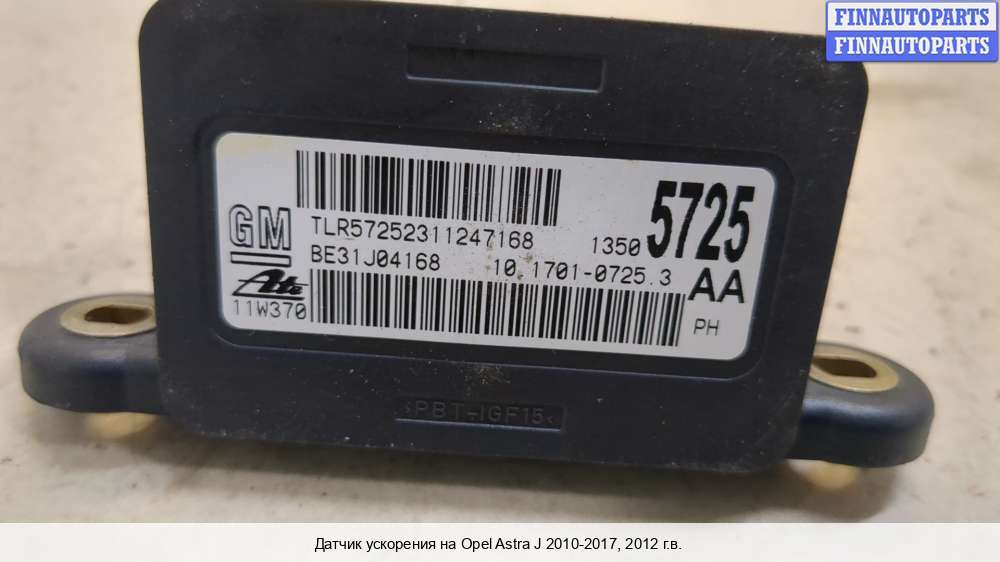 FINNAUTOPARTS
FINNAUTOPARTS
GM
TLR57252311247168
1350 5725
BE31J04168
10.1701-0725.3
AA
Ate
11W370
PH
>PBT-IGF15<
Датчик ускорения на Opel Astra J 2010-2017, 2012 г.в.